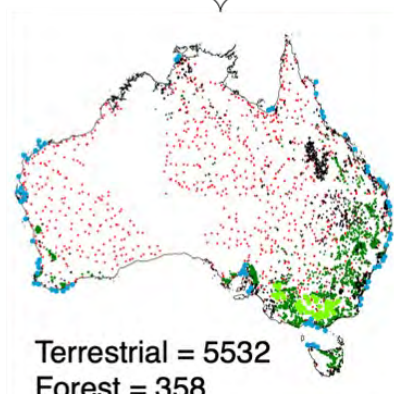 Terrestrial = 5532
Forest = 358